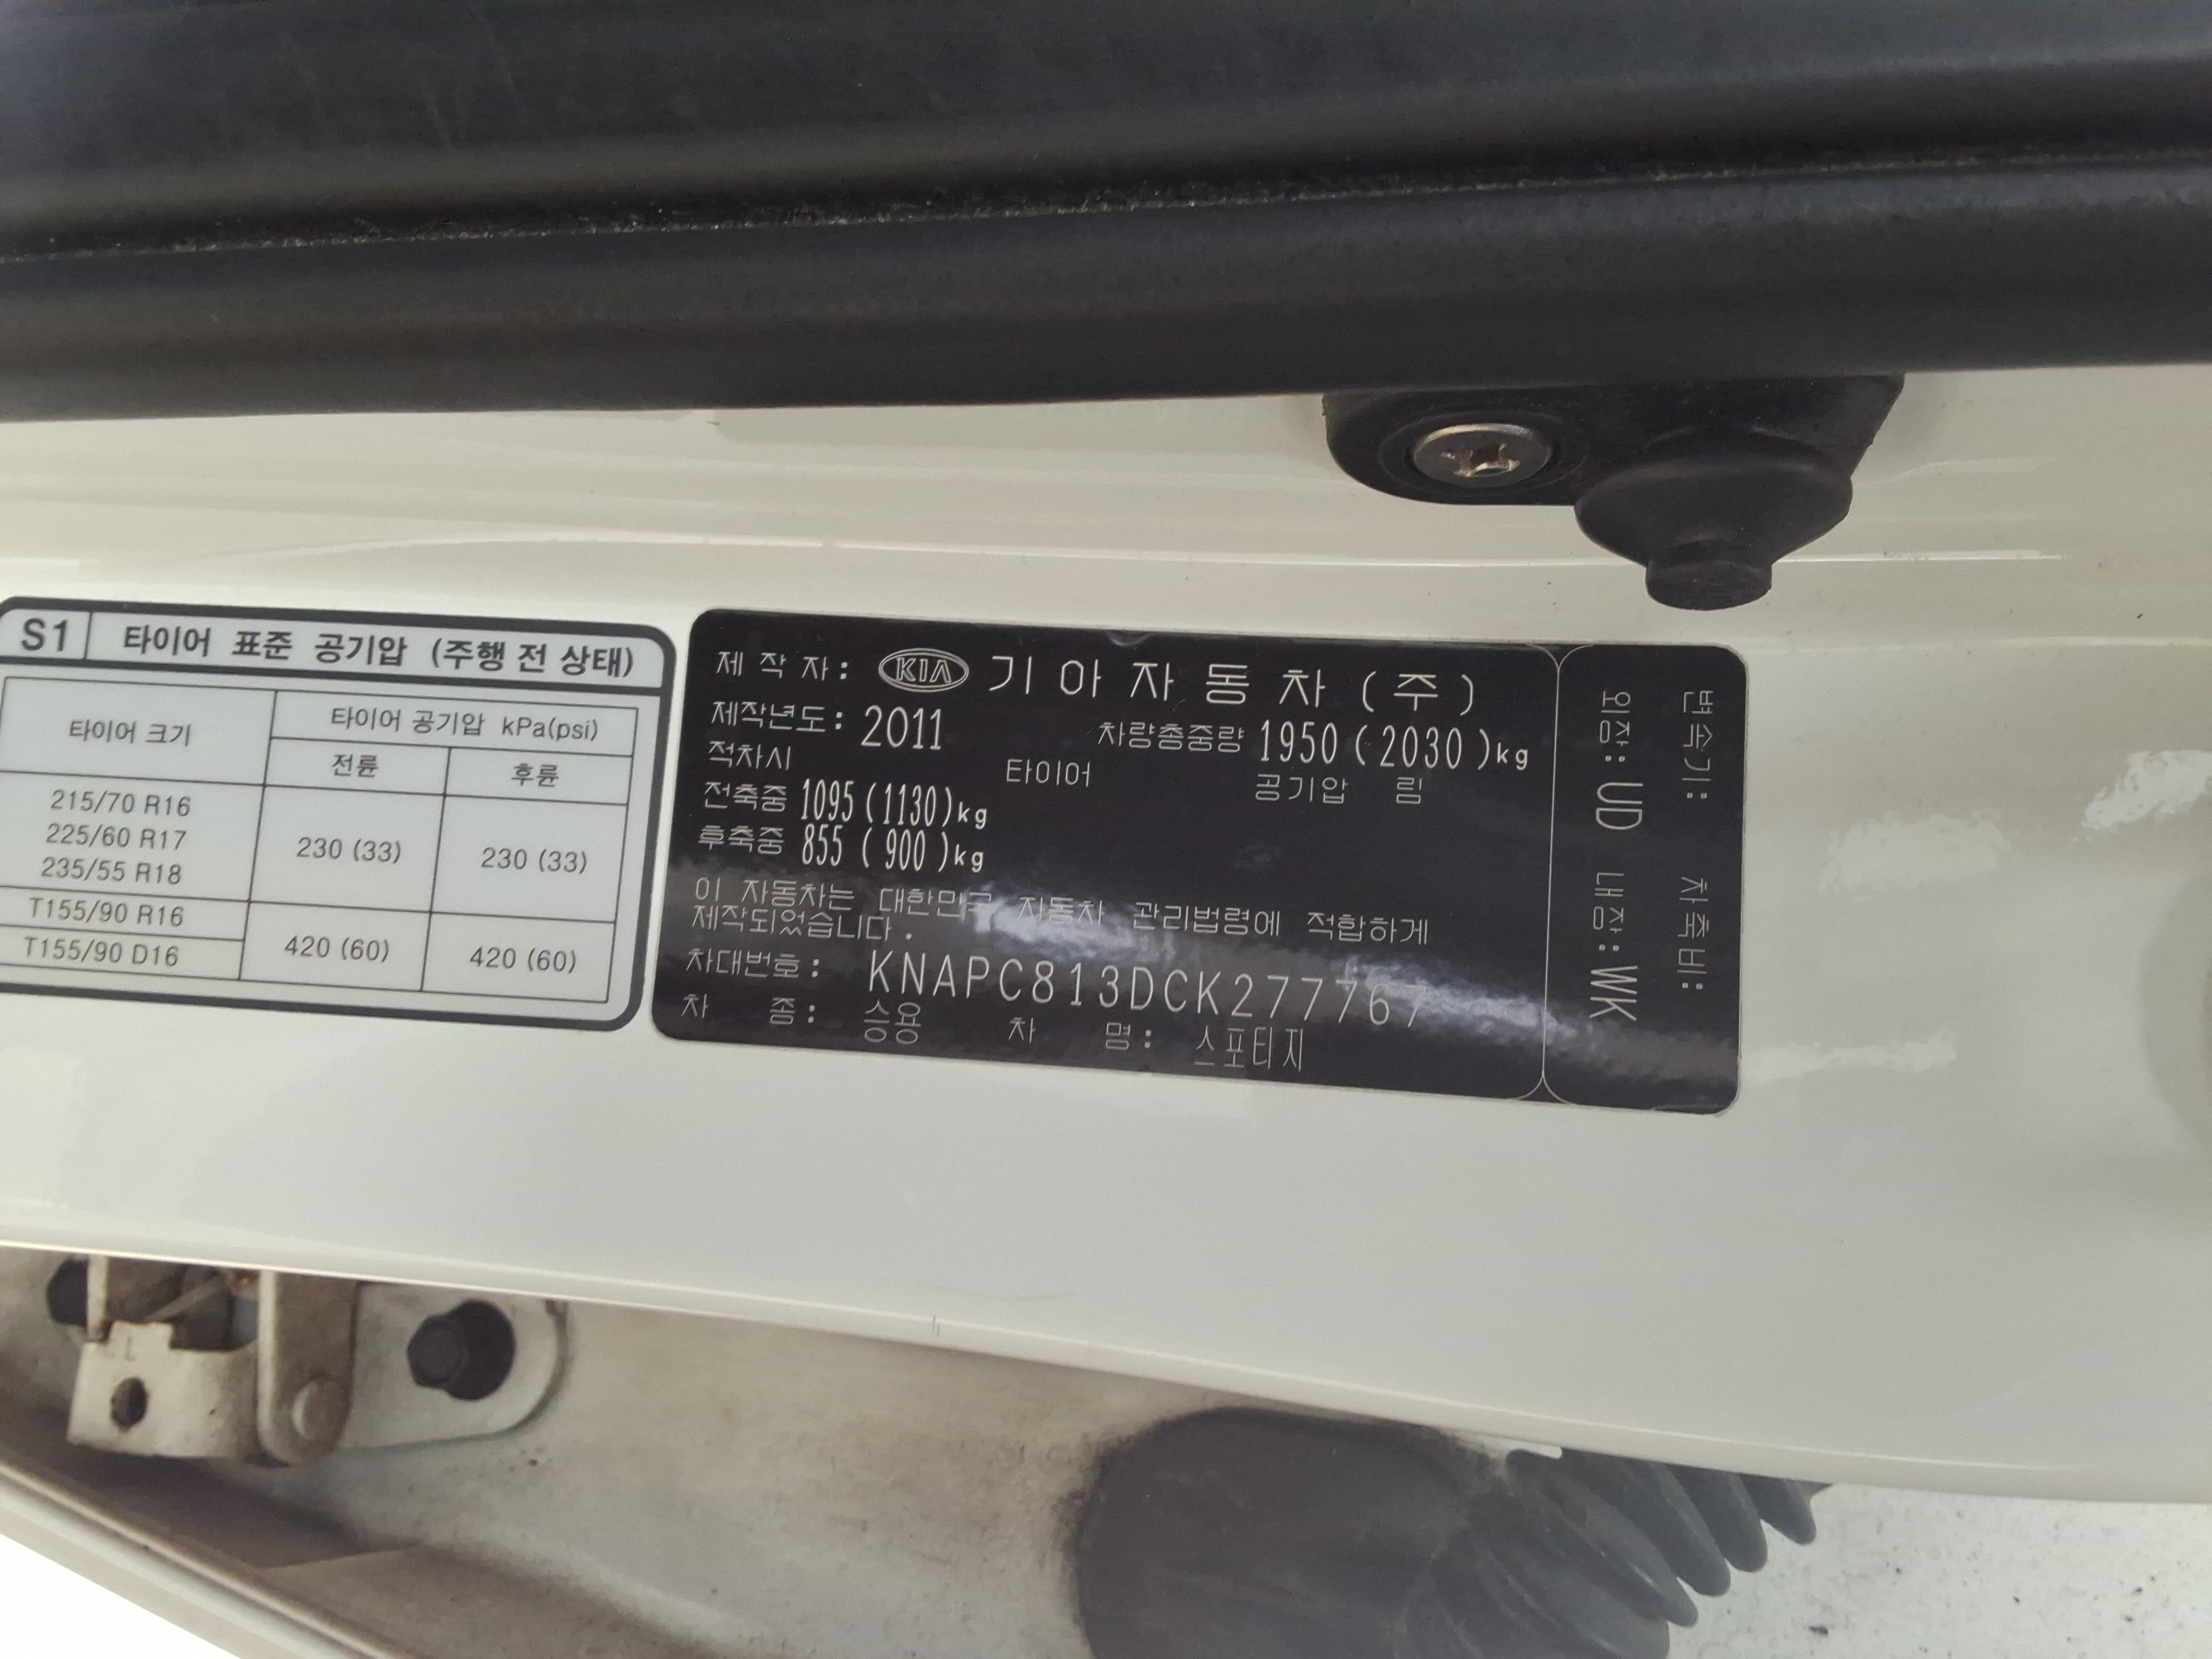 S1 타이어 표준 공기압 (주행 전 상태)
타이어 크기 타이어 공기압 kPa(psi)
전륜 후륜
215/70 R16
225/60 R17 230 (33) 230 (33)
235/55 R18
T155/90 R16
T155/90 D16 420 (60) 420 (60)
제 작 자: KIA 기아자동차(주)
제작년도: 2011 차량총중량 1950 (2030)kg
적차시 타이어 공기압 림
전축중 1095 (1130)kg
후축중 855 (900)kg
이 자동차는 대한민국 자동차 관리법령에 적합하게
제작되었습니다.
차대번호: KNAPC813DCK277767
차 종: 승용 차 명: 스포티지
변속기: 차축비:
외장: UD 내장: WK
L